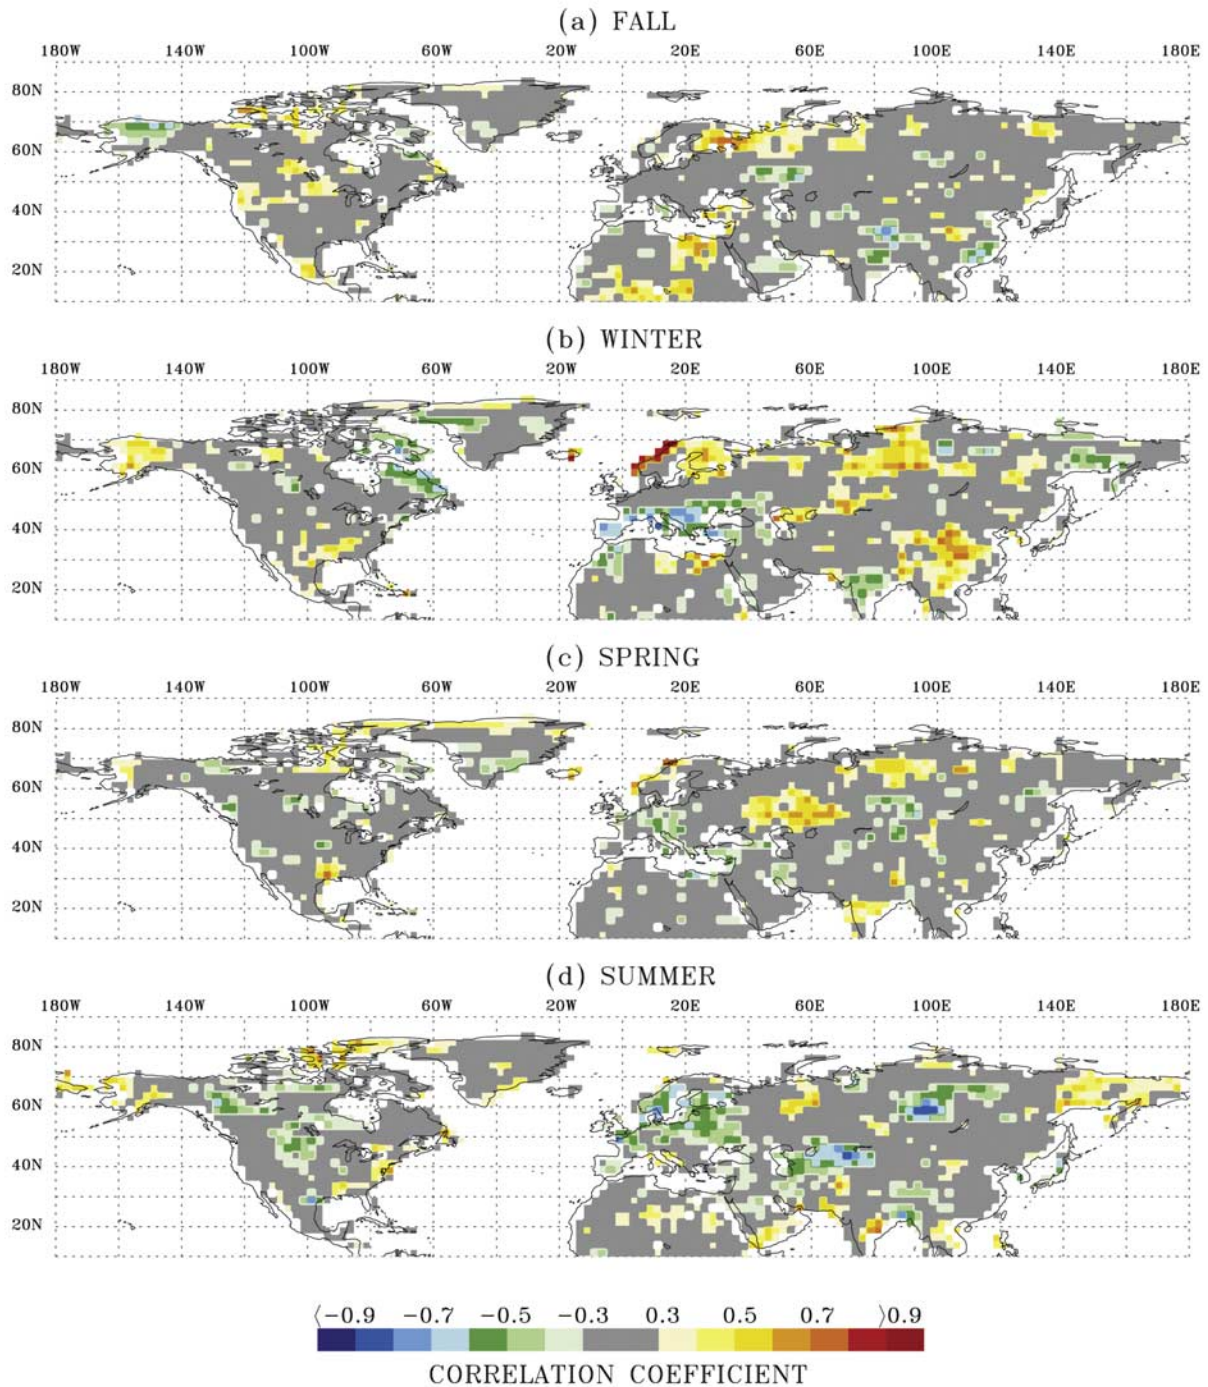 (a) FALL
180W 140W 100W 60W 20W 20E 60E 100E 140E 180E
80N
60N
40N
20N
(b) WINTER
180W 140W 100W 60W 20W 20E 60E 100E 140E 180E
80N
60N
40N
20N
(c) SPRING
180W 140W 100W 60W 20W 20E 60E 100E 140E 180E
80N
60N
40N
20N
(d) SUMMER
180W 140W 100W 60W 20W 20E 60E 100E 140E 180E
80N
60N
40N
20N
⟨−0.9 −0.7 −0.5 −0.3 0.3 0.5 0.7 ⟩0.9
CORRELATION COEFFICIENT